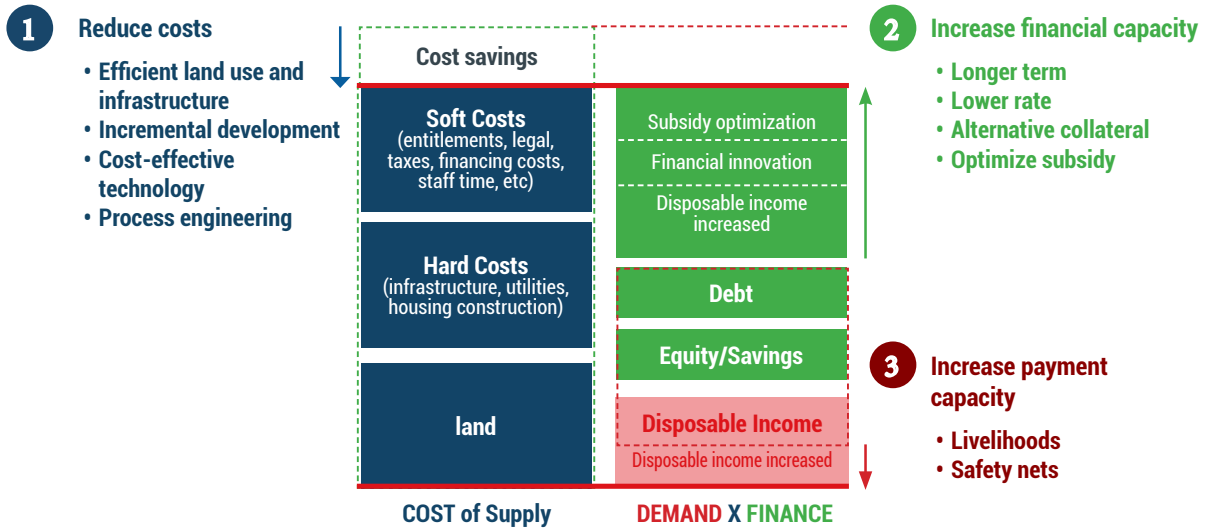 1
Reduce costs
• Efficient land use and
infrastructure
• Incremental development
• Cost-effective
technology
• Process engineering
Cost savings
Soft Costs
(entitlements, legal,
taxes, financing costs,
staff time, etc)
Hard Costs
(infrastructure, utilities,
housing construction)
land
COST of Supply
Subsidy optimization
Financial innovation
Disposable income
increased
Debt
Equity/Savings
Disposable Income
Disposable income increased
DEMAND X FINANCE
2
Increase financial capacity
• Longer term
• Lower rate
• Alternative collateral
• Optimize subsidy
3
Increase payment
capacity
• Livelihoods
• Safety nets